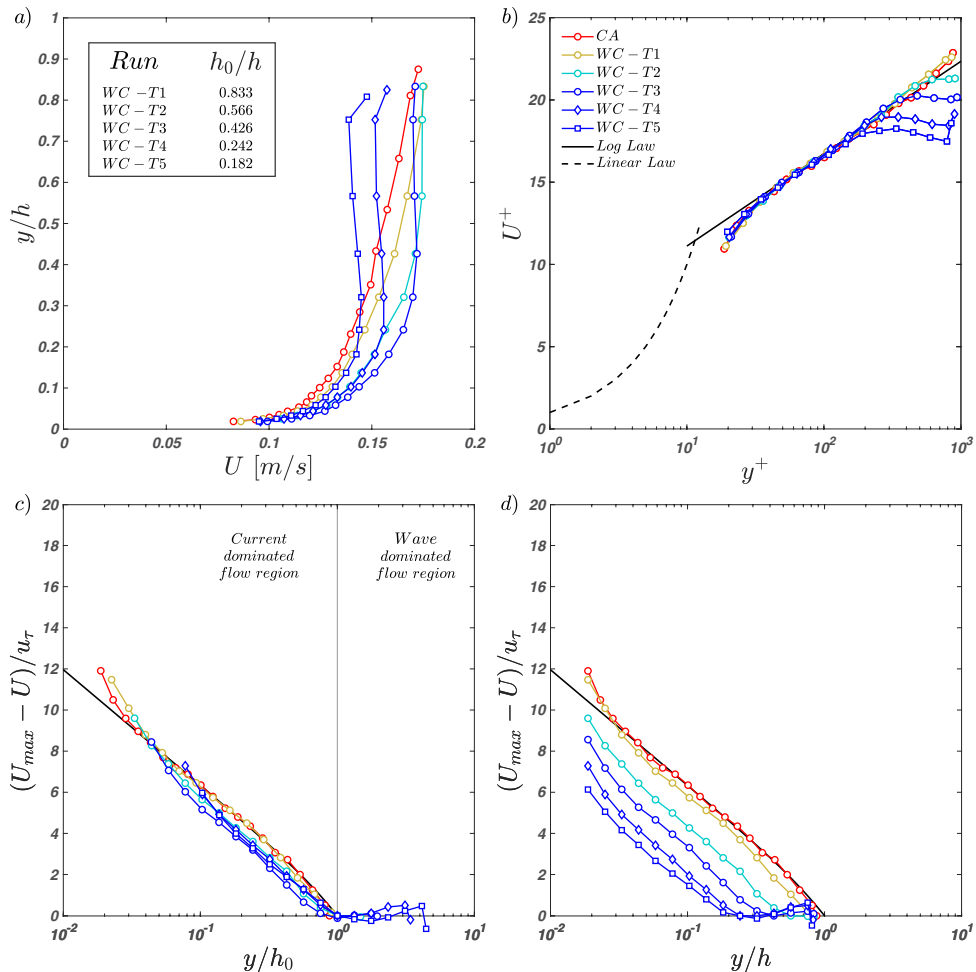 a)
Run h0/h
WC - T1 0.833
WC - T2 0.566
WC - T3 0.426
WC - T4 0.242
WC - T5 0.182
y/h
1
0.9
0.8
0.7
0.6
0.5
0.4
0.3
0.2
0.1
0
0 0.05 0.1 0.15 0.2
U [m/s]
b)
CA
WC - T1
WC - T2
WC - T3
WC - T4
WC - T5
Log Law
Linear Law
U+
25
20
15
10
5
0
10^0 10^1 10^2 10^3
y+
c)
Current
dominated
flow region
Wave
dominated
flow region
(Umax − U)/uτ
20
18
16
14
12
10
8
6
4
2
0
10^-2 10^-1 10^0 10^1
y/h0
d)
(Umax − U)/uτ
20
18
16
14
12
10
8
6
4
2
0
10^-2 10^-1 10^0 10^1
y/h